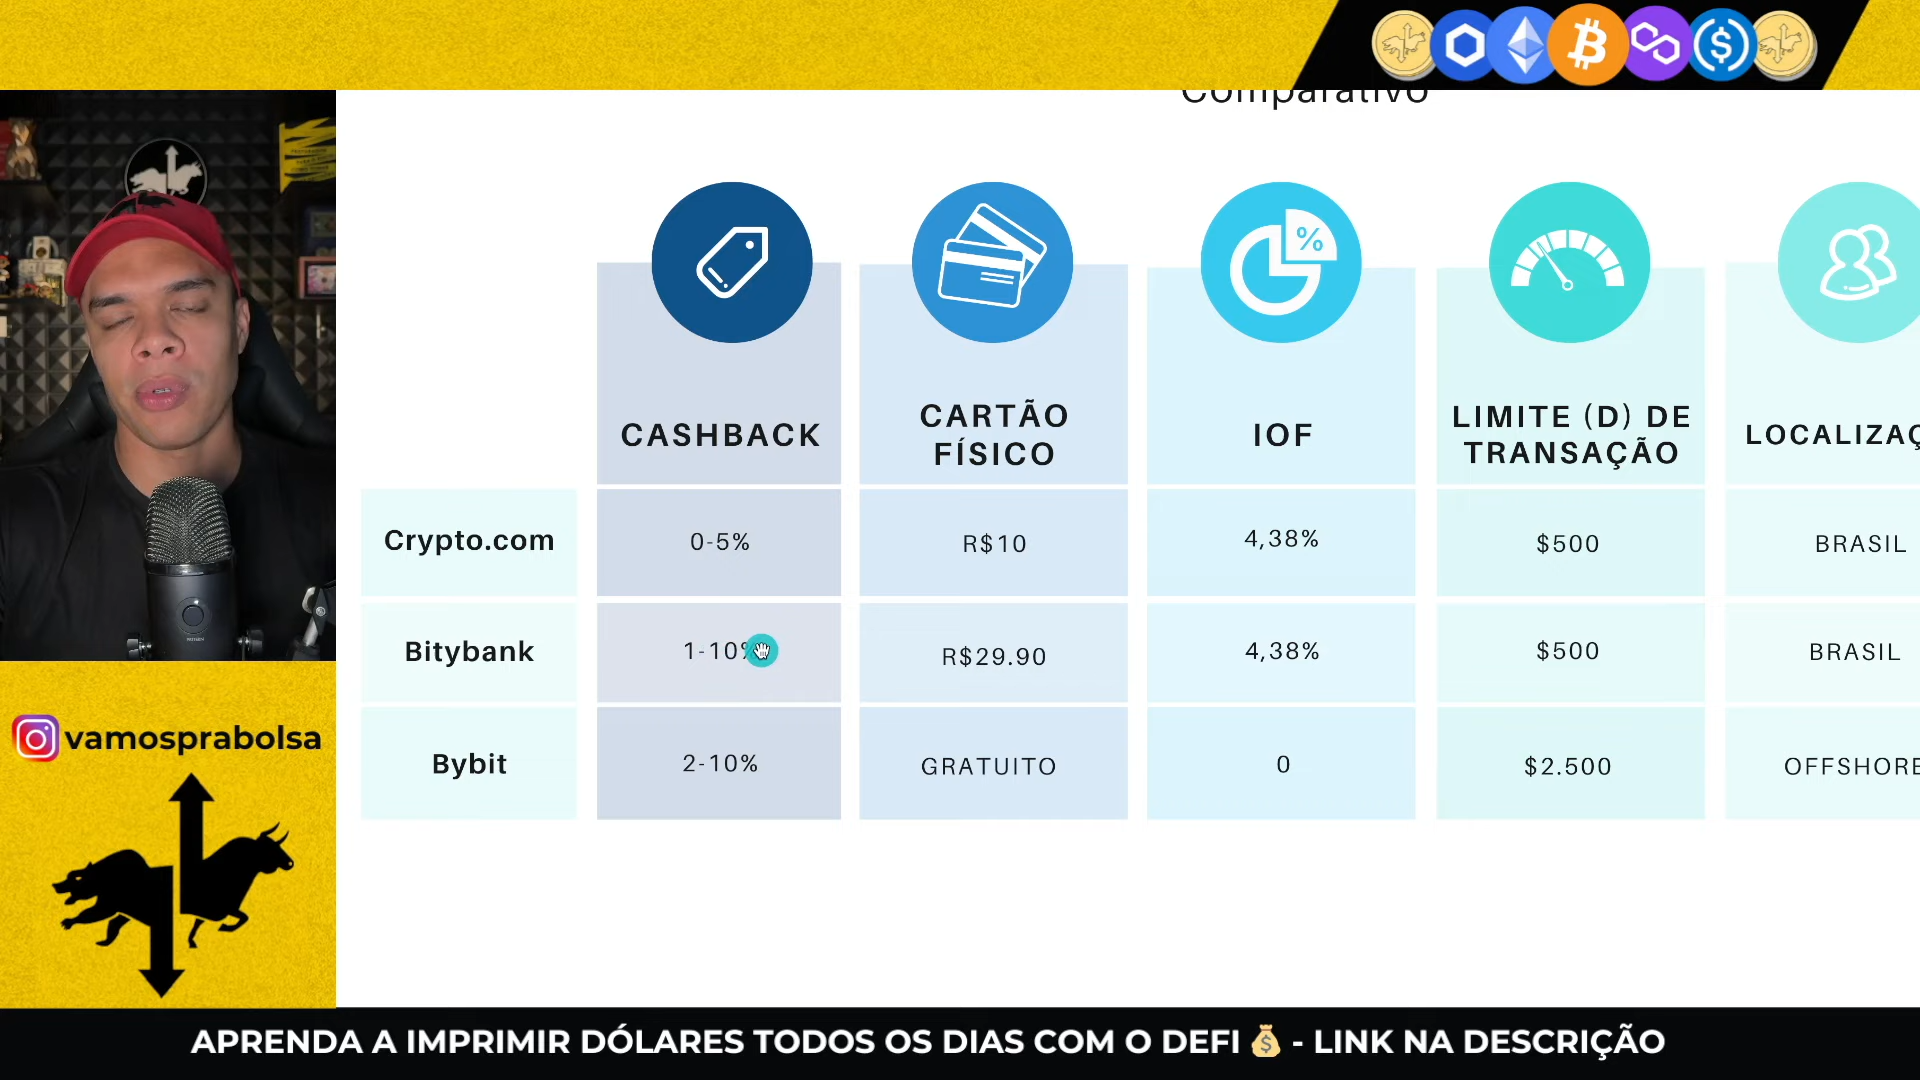 Comparativo
CASHBACK
CARTÃO
FÍSICO
IOF
LIMITE (D) DE
TRANSAÇÃO
LOCALIZAÇ
Crypto.com
0-5%
R$10
4,38%
$500
BRASIL
Bitybank
1-10%
R$29.90
4,38%
$500
BRASIL
Bybit
2-10%
GRATUITO
0
$2.500
OFFSHORE
vamosprabolsa
APRENDA A IMPRIMIR DÓLARES TODOS OS DIAS COM O DEFI 💰 - LINK NA DESCRIÇÃO